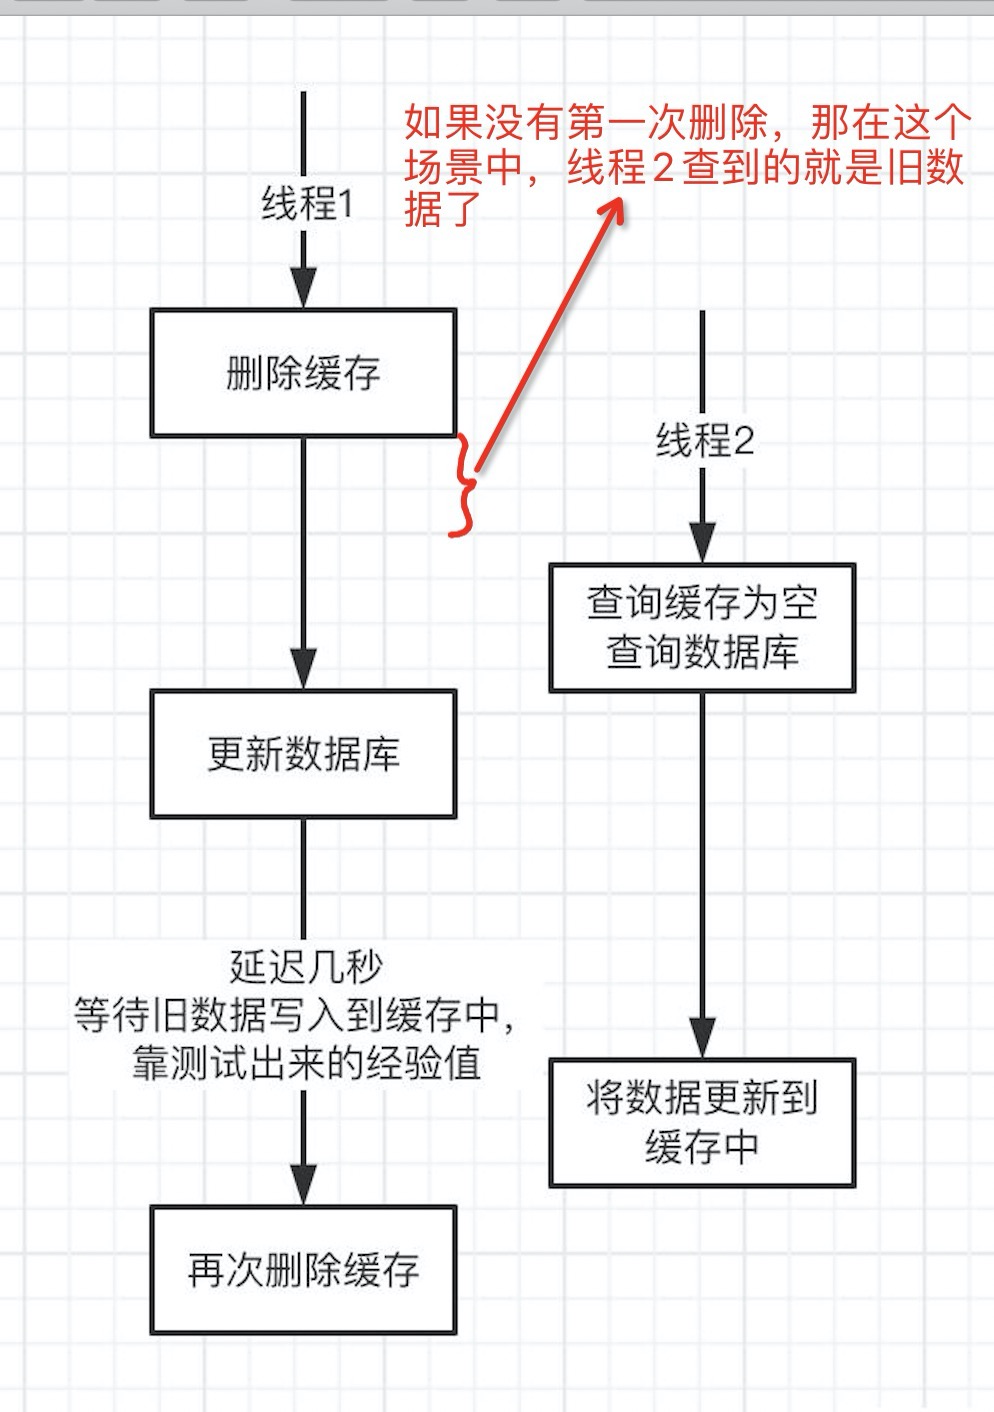 如果没有第一次删除，那在这个
场景中，线程2查到的就是旧数
据了
线程1
删除缓存
线程2
查询缓存为空
查询数据库
更新数据库
延迟几秒
等待旧数据写入到缓存中，
靠测试出来的经验值
将数据更新到
缓存中
再次删除缓存